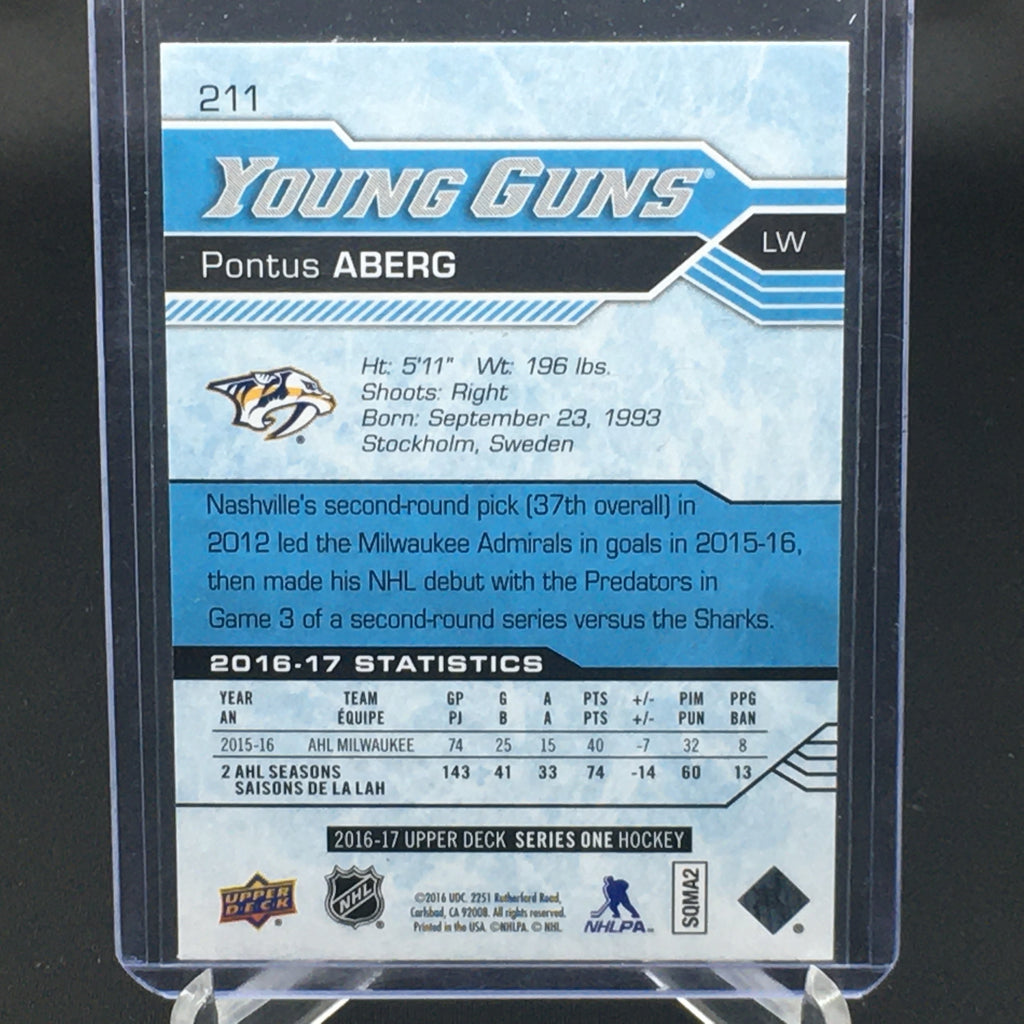 211
YOUNG GUNS®
LW
Pontus ABERG
Ht: 5'11" Wt: 196 lbs.
Shoots: Right
Born: September 23, 1993
Stockholm, Sweden
Nashville's second-round pick (37th overall) in
2012 led the Milwaukee Admirals in goals in 2015-16,
then made his NHL debut with the Predators in
Game 3 of a second-round series versus the Sharks.
2016-17 STATISTICS
YEAR TEAM GP G A PTS +/- PIM PPG
AN ÉQUIPE PJ B A PTS +/- PUN BAN
2015-16 AHL MILWAUKEE 74 25 15 40 -7 32 8
2 AHL SEASONS 143 41 33 74 -14 60 13
SAISONS DE LA LAH
2016-17 UPPER DECK SERIES ONE HOCKEY
UPPER DECK
NHL
©2016 UDC. 2251 Rutherford Road,
Carlsbad, CA 92008. All rights reserved.
Printed in the USA. ©NHLPA. © NHL.
NHLPA
SQMA2